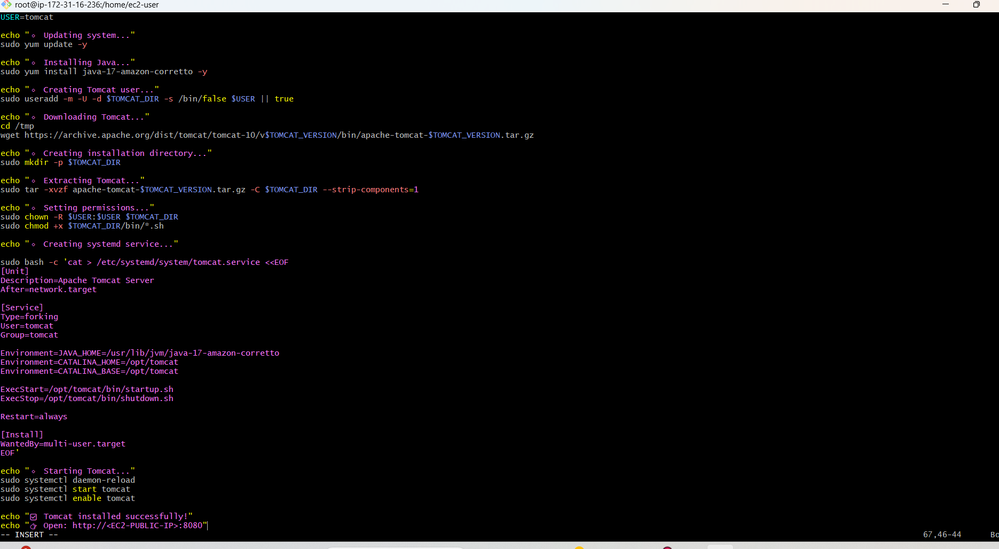 root@ip-172-31-16-236:/home/ec2-user
USER=tomcat
echo "⬦ Updating system..."
sudo yum update -y
echo "⬦ Installing Java..."
sudo yum install java-17-amazon-corretto -y
echo "⬦ Creating Tomcat user..."
sudo useradd -m -U -d $TOMCAT_DIR -s /bin/false $USER || true
echo "⬦ Downloading Tomcat..."
cd /tmp
wget https://archive.apache.org/dist/tomcat/tomcat-10/v$TOMCAT_VERSION/bin/apache-tomcat-$TOMCAT_VERSION.tar.gz
echo "⬦ Creating installation directory..."
sudo mkdir -p $TOMCAT_DIR
echo "⬦ Extracting Tomcat..."
sudo tar -xvzf apache-tomcat-$TOMCAT_VERSION.tar.gz -C $TOMCAT_DIR --strip-components=1
echo "⬦ Setting permissions..."
sudo chown -R $USER:$USER $TOMCAT_DIR
sudo chmod +x $TOMCAT_DIR/bin/*.sh
echo "⬦ Creating systemd service..."
sudo bash -c 'cat > /etc/systemd/system/tomcat.service <<EOF
[Unit]
Description=Apache Tomcat Server
After=network.target
[Service]
Type=forking
User=tomcat
Group=tomcat
Environment=JAVA_HOME=/usr/lib/jvm/java-17-amazon-corretto
Environment=CATALINA_HOME=/opt/tomcat
Environment=CATALINA_BASE=/opt/tomcat
ExecStart=/opt/tomcat/bin/startup.sh
ExecStop=/opt/tomcat/bin/shutdown.sh
Restart=always
[Install]
WantedBy=multi-user.target
EOF'
echo "⬦ Starting Tomcat..."
sudo systemctl daemon-reload
sudo systemctl start tomcat
sudo systemctl enable tomcat
echo "☑ Tomcat installed successfully!"
echo "👉 Open: http://<EC2-PUBLIC-IP>:8080"
-- INSERT -- 67,46-44